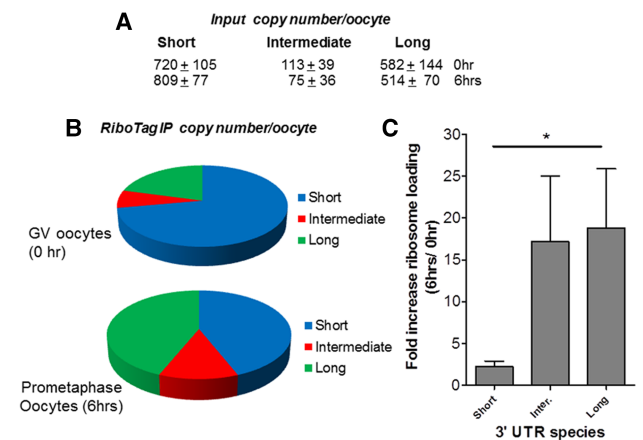 A
Input copy number/oocyte
Short Intermediate Long
720 ± 105 113 ± 39 582 ± 144 0hr
809 ± 77 75 ± 36 514 ± 70 6hrs
B
RiboTag IP copy number/oocyte
Short
Intermediate
Long
GV oocytes
(0 hr)
Short
Intermediate
Long
Prometaphase
Oocytes (6hrs)
C
Fold increase ribosome loading
(6hrs/ 0hr)
30
25
20
15
10
5
0
*
Short
Inter.
Long
3' UTR species